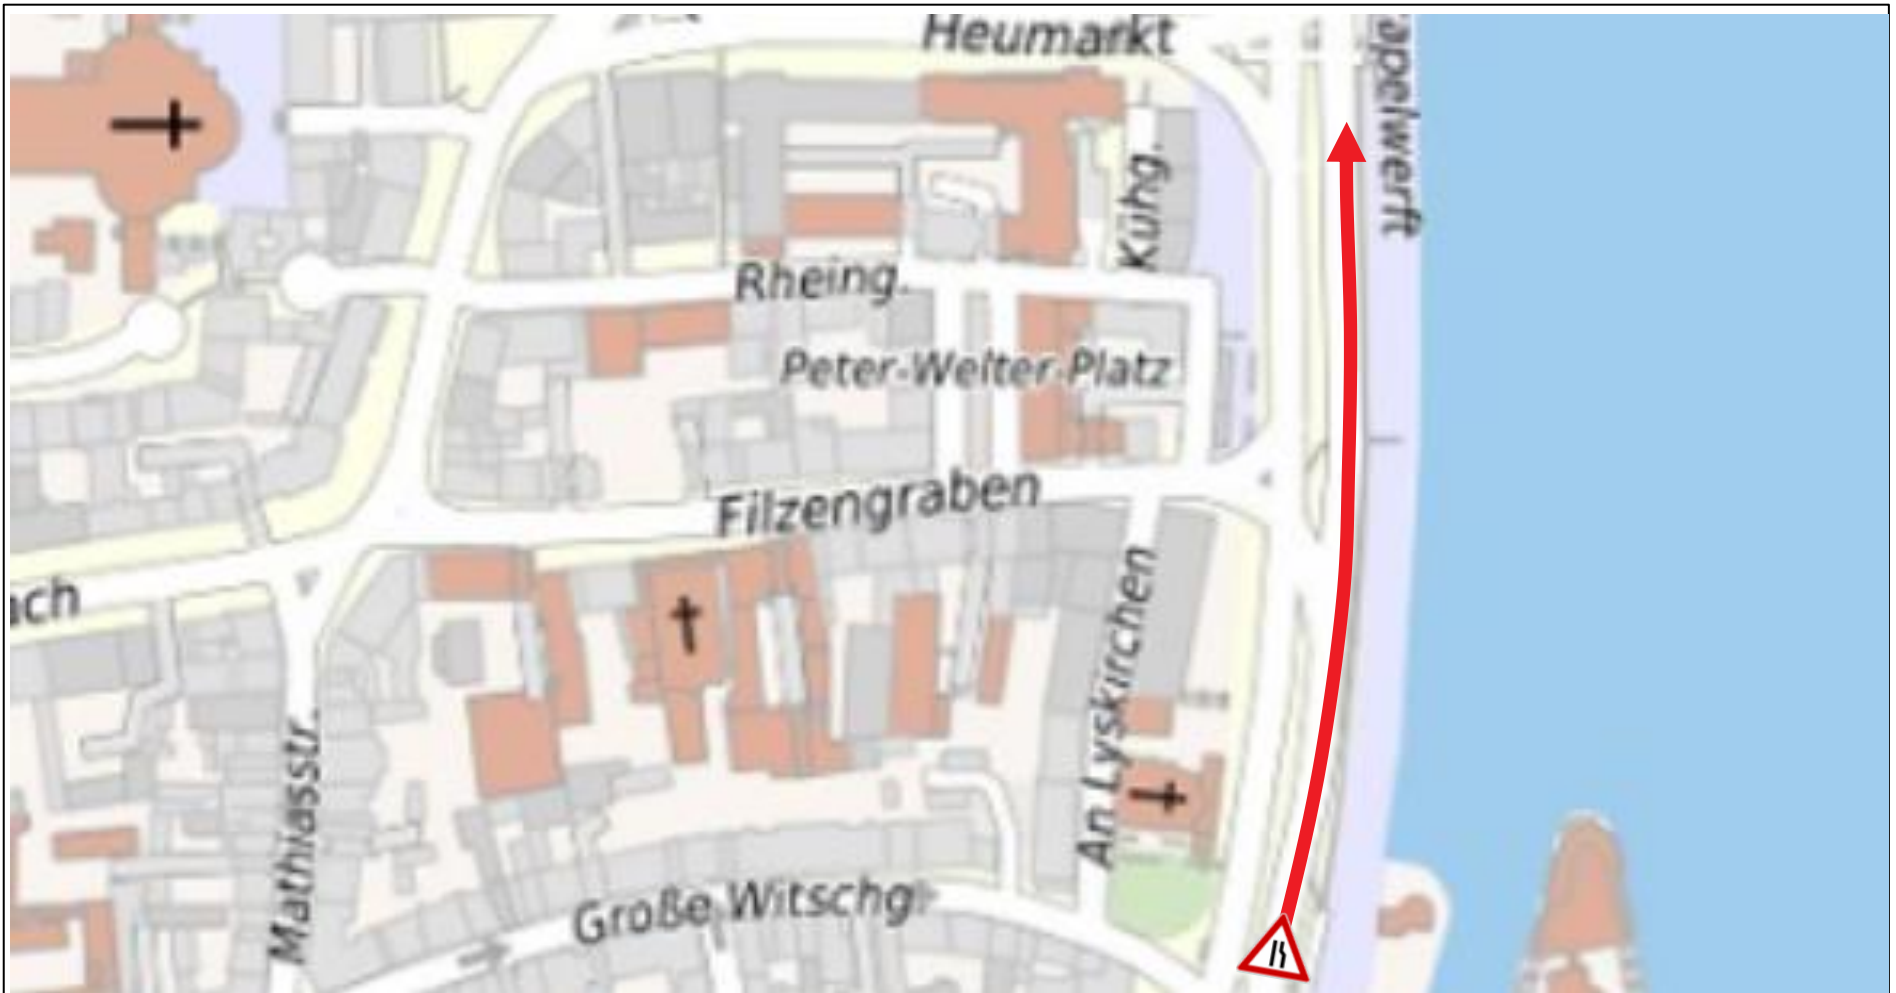 Heumarkt
apelwerft
Kühg.
Rheing.
Peter-Welter-Platz
Filzengraben
ach
An Lyskirchen
Mathiasstr.
Große Witschg.